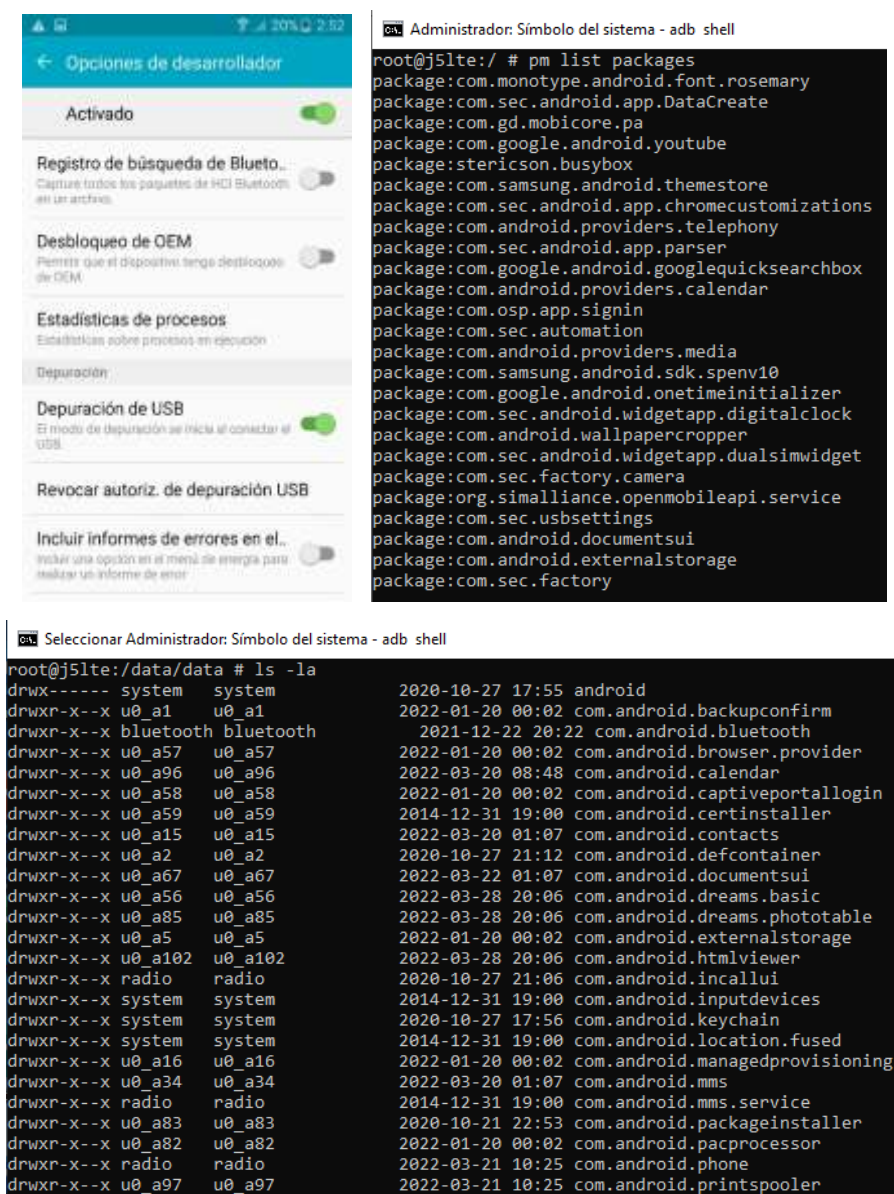 20% 2:52
Opciones de desarrollador
Activado
Registro de búsqueda de Blueto..
Capture todos los paquetes de HCI Bluetooth
en un archivo.
Desbloqueo de OEM
Permitir que el dispositivo tenga desbloqueo
de OEM
Estadísticas de procesos
Estadísticas sobre procesos en ejecución
Depuración
Depuración de USB
El modo de depuración se inicia al conectar el
USB
Revocar autoriz. de depuración USB
Incluir informes de errores en el..
Incluir una opción en el menú de energía para
realizar un informe de error
Administrador: Símbolo del sistema - adb shell
root@j5lte:/ # pm list packages
package:com.monotype.android.font.rosemary
package:com.sec.android.app.DataCreate
package:com.gd.mobicore.pa
package:com.google.android.youtube
package:stericson.busybox
package:com.samsung.android.themestore
package:com.sec.android.app.chromecustomizations
package:com.android.providers.telephony
package:com.sec.android.app.parser
package:com.google.android.googlequicksearchbox
package:com.android.providers.calendar
package:com.osp.app.signin
package:com.sec.automation
package:com.android.providers.media
package:com.samsung.android.sdk.spenv10
package:com.google.android.onetimeinitializer
package:com.sec.android.widgetapp.digitalclock
package:com.android.wallpapercropper
package:com.sec.android.widgetapp.dualsimwidget
package:com.sec.factory.camera
package:org.simalliance.openmobileapi.service
package:com.sec.usbsettings
package:com.android.documentsui
package:com.android.externalstorage
package:com.sec.factory
Seleccionar Administrador: Símbolo del sistema - adb shell
root@j5lte:/data/data # ls -la
drwx------ system system 2020-10-27 17:55 android
drwxr-x--x u0_a1 u0_a1 2022-01-20 00:02 com.android.backupconfirm
drwxr-x--x bluetooth bluetooth 2021-12-22 20:22 com.android.bluetooth
drwxr-x--x u0_a57 u0_a57 2022-01-20 00:02 com.android.browser.provider
drwxr-x--x u0_a96 u0_a96 2022-03-20 08:48 com.android.calendar
drwxr-x--x u0_a58 u0_a58 2022-01-20 00:02 com.android.captiveportallogin
drwxr-x--x u0_a59 u0_a59 2014-12-31 19:00 com.android.certinstaller
drwxr-x--x u0_a15 u0_a15 2022-03-20 01:07 com.android.contacts
drwxr-x--x u0_a2 u0_a2 2020-10-27 21:12 com.android.defcontainer
drwxr-x--x u0_a67 u0_a67 2022-03-22 01:07 com.android.documentsui
drwxr-x--x u0_a56 u0_a56 2022-03-28 20:06 com.android.dreams.basic
drwxr-x--x u0_a85 u0_a85 2022-03-28 20:06 com.android.dreams.phototable
drwxr-x--x u0_a5 u0_a5 2022-01-20 00:02 com.android.externalstorage
drwxr-x--x u0_a102 u0_a102 2022-03-28 20:06 com.android.htmlviewer
drwxr-x--x radio radio 2020-10-27 21:06 com.android.incallui
drwxr-x--x system system 2014-12-31 19:00 com.android.inputdevices
drwxr-x--x system system 2020-10-27 17:56 com.android.keychain
drwxr-x--x system system 2014-12-31 19:00 com.android.location.fused
drwxr-x--x u0_a16 u0_a16 2022-01-20 00:02 com.android.managedprovisioning
drwxr-x--x u0_a34 u0_a34 2022-03-20 01:07 com.android.mms
drwxr-x--x radio radio 2014-12-31 19:00 com.android.mms.service
drwxr-x--x u0_a83 u0_a83 2020-10-21 22:53 com.android.packageinstaller
drwxr-x--x u0_a82 u0_a82 2022-01-20 00:02 com.android.pacprocessor
drwxr-x--x radio radio 2022-03-21 10:25 com.android.phone
drwxr-x--x u0_a97 u0_a97 2022-03-21 10:25 com.android.printspooler